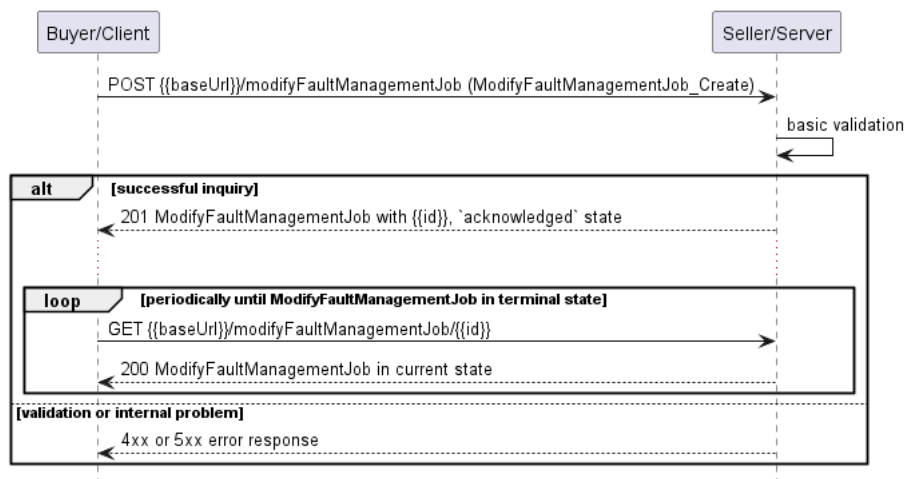 Buyer/Client
Seller/Server
POST {{baseUrl}}/modifyFaultManagementJob (ModifyFaultManagementJob_Create)
basic validation
alt
[successful inquiry]
201 ModifyFaultManagementJob with {{id}}, `acknowledged` state
loop
[periodically until ModifyFaultManagementJob in terminal state]
GET {{baseUrl}}/modifyFaultManagementJob/{{id}}
200 ModifyFaultManagementJob in current state
[validation or internal problem]
4xx or 5xx error response